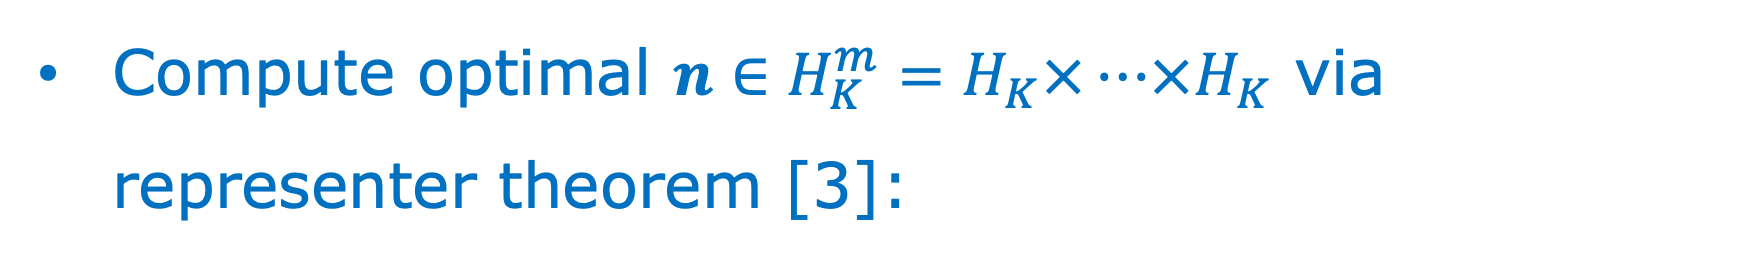 • Compute optimal 𝒏 ∈ H_K^m = H_K × ⋯ × H_K via
representer theorem [3]: